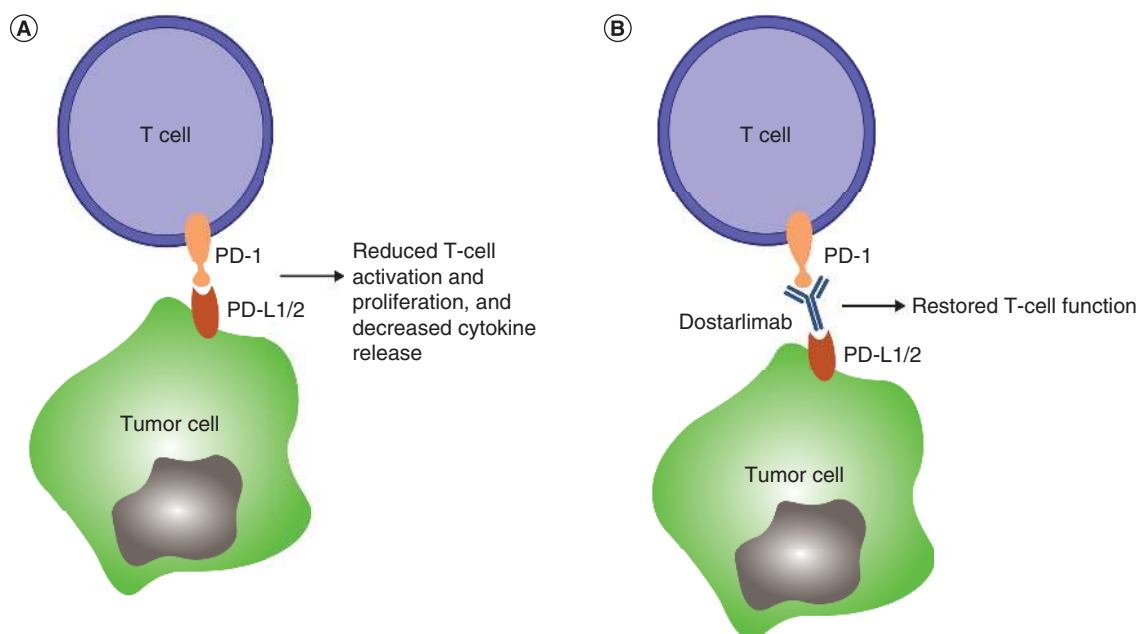 A
T cell
PD-1
PD-L1/2
Reduced T-cell
activation and
proliferation, and
decreased cytokine
release
Tumor cell
B
T cell
PD-1
Dostarlimab
Restored T-cell function
PD-L1/2
Tumor cell